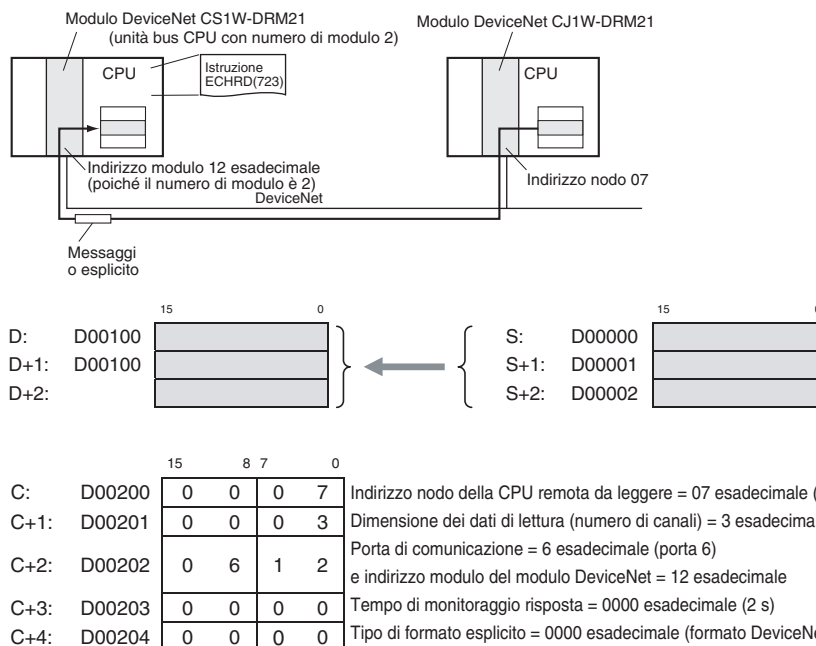 Modulo DeviceNet CS1W-DRM21
(unità bus CPU con numero di modulo 2)
Modulo DeviceNet CJ1W-DRM21
CPU
Istruzione
ECHRD(723)
CPU
Indirizzo modulo 12 esadecimale
(poiché il numero di modulo è 2)
Indirizzo nodo 07
DeviceNet
Messaggi
o esplicito
15 0 15
D: D00100 S: D00000
D+1: D00100 S+1: D00001
D+2: S+2: D00002
15 8 7 0
C: D00200 0 0 0 7 Indirizzo nodo della CPU remota da leggere = 07 esadecimale (
C+1: D00201 0 0 0 3 Dimensione dei dati di lettura (numero di canali) = 3 esadecima
C+2: D00202 0 6 1 2 Porta di comunicazione = 6 esadecimale (porta 6)
e indirizzo modulo del modulo DeviceNet = 12 esadecimale
C+3: D00203 0 0 0 0 Tempo di monitoraggio risposta = 0000 esadecimale (2 s)
C+4: D00204 0 0 0 0 Tipo di formato esplicito = 0000 esadecimale (formato DeviceNe